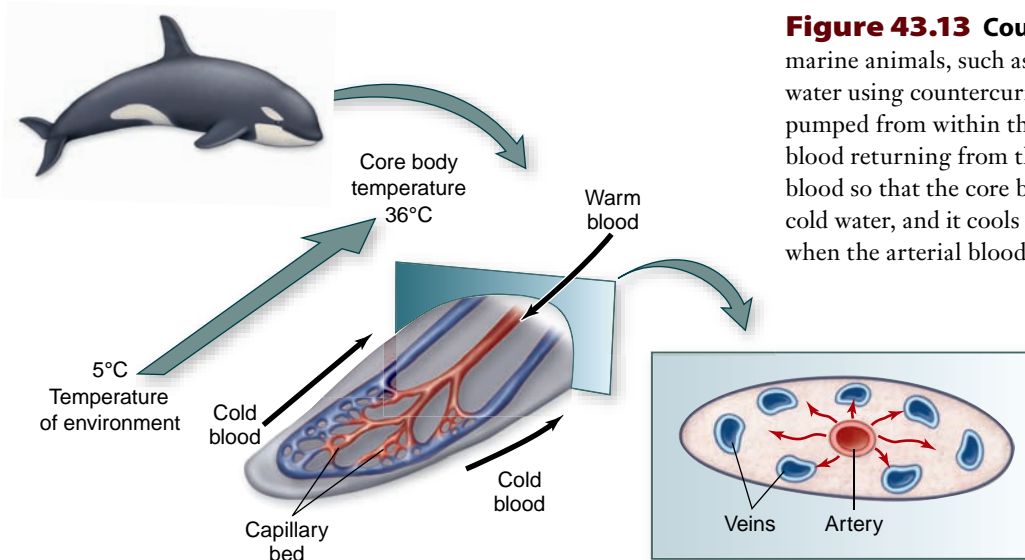 Figure 43.13 Cou
marine animals, such as
water using countercur
pumped from within th
blood returning from th
blood so that the core b
cold water, and it cools
when the arterial blood
Core body
temperature
36°C
Warm
blood
5°C
Temperature
of environment
Cold
blood
Cold
blood
Capillary
bed
Veins
Artery